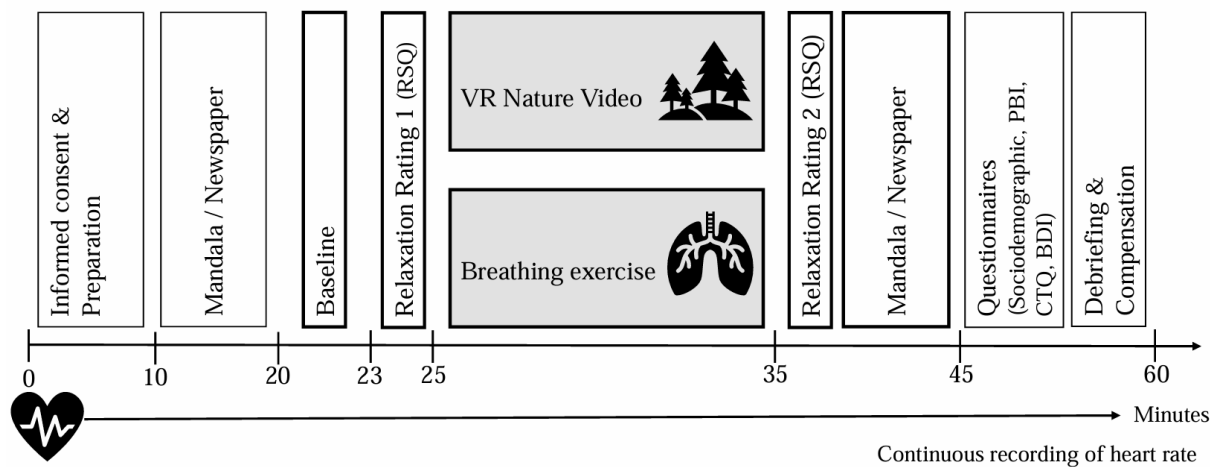 Informed consent &
Preparation
Mandala / Newspaper
Baseline
Relaxation Rating 1 (RSQ)
VR Nature Video
Breathing exercise
Relaxation Rating 2 (RSQ)
Mandala / Newspaper
Questionnaires
(Sociodemographic, PBI,
CTQ, BDI)
Debriefing &
Compensation
0
10
20
23
25
35
45
60
Minutes
Continuous recording of heart rate